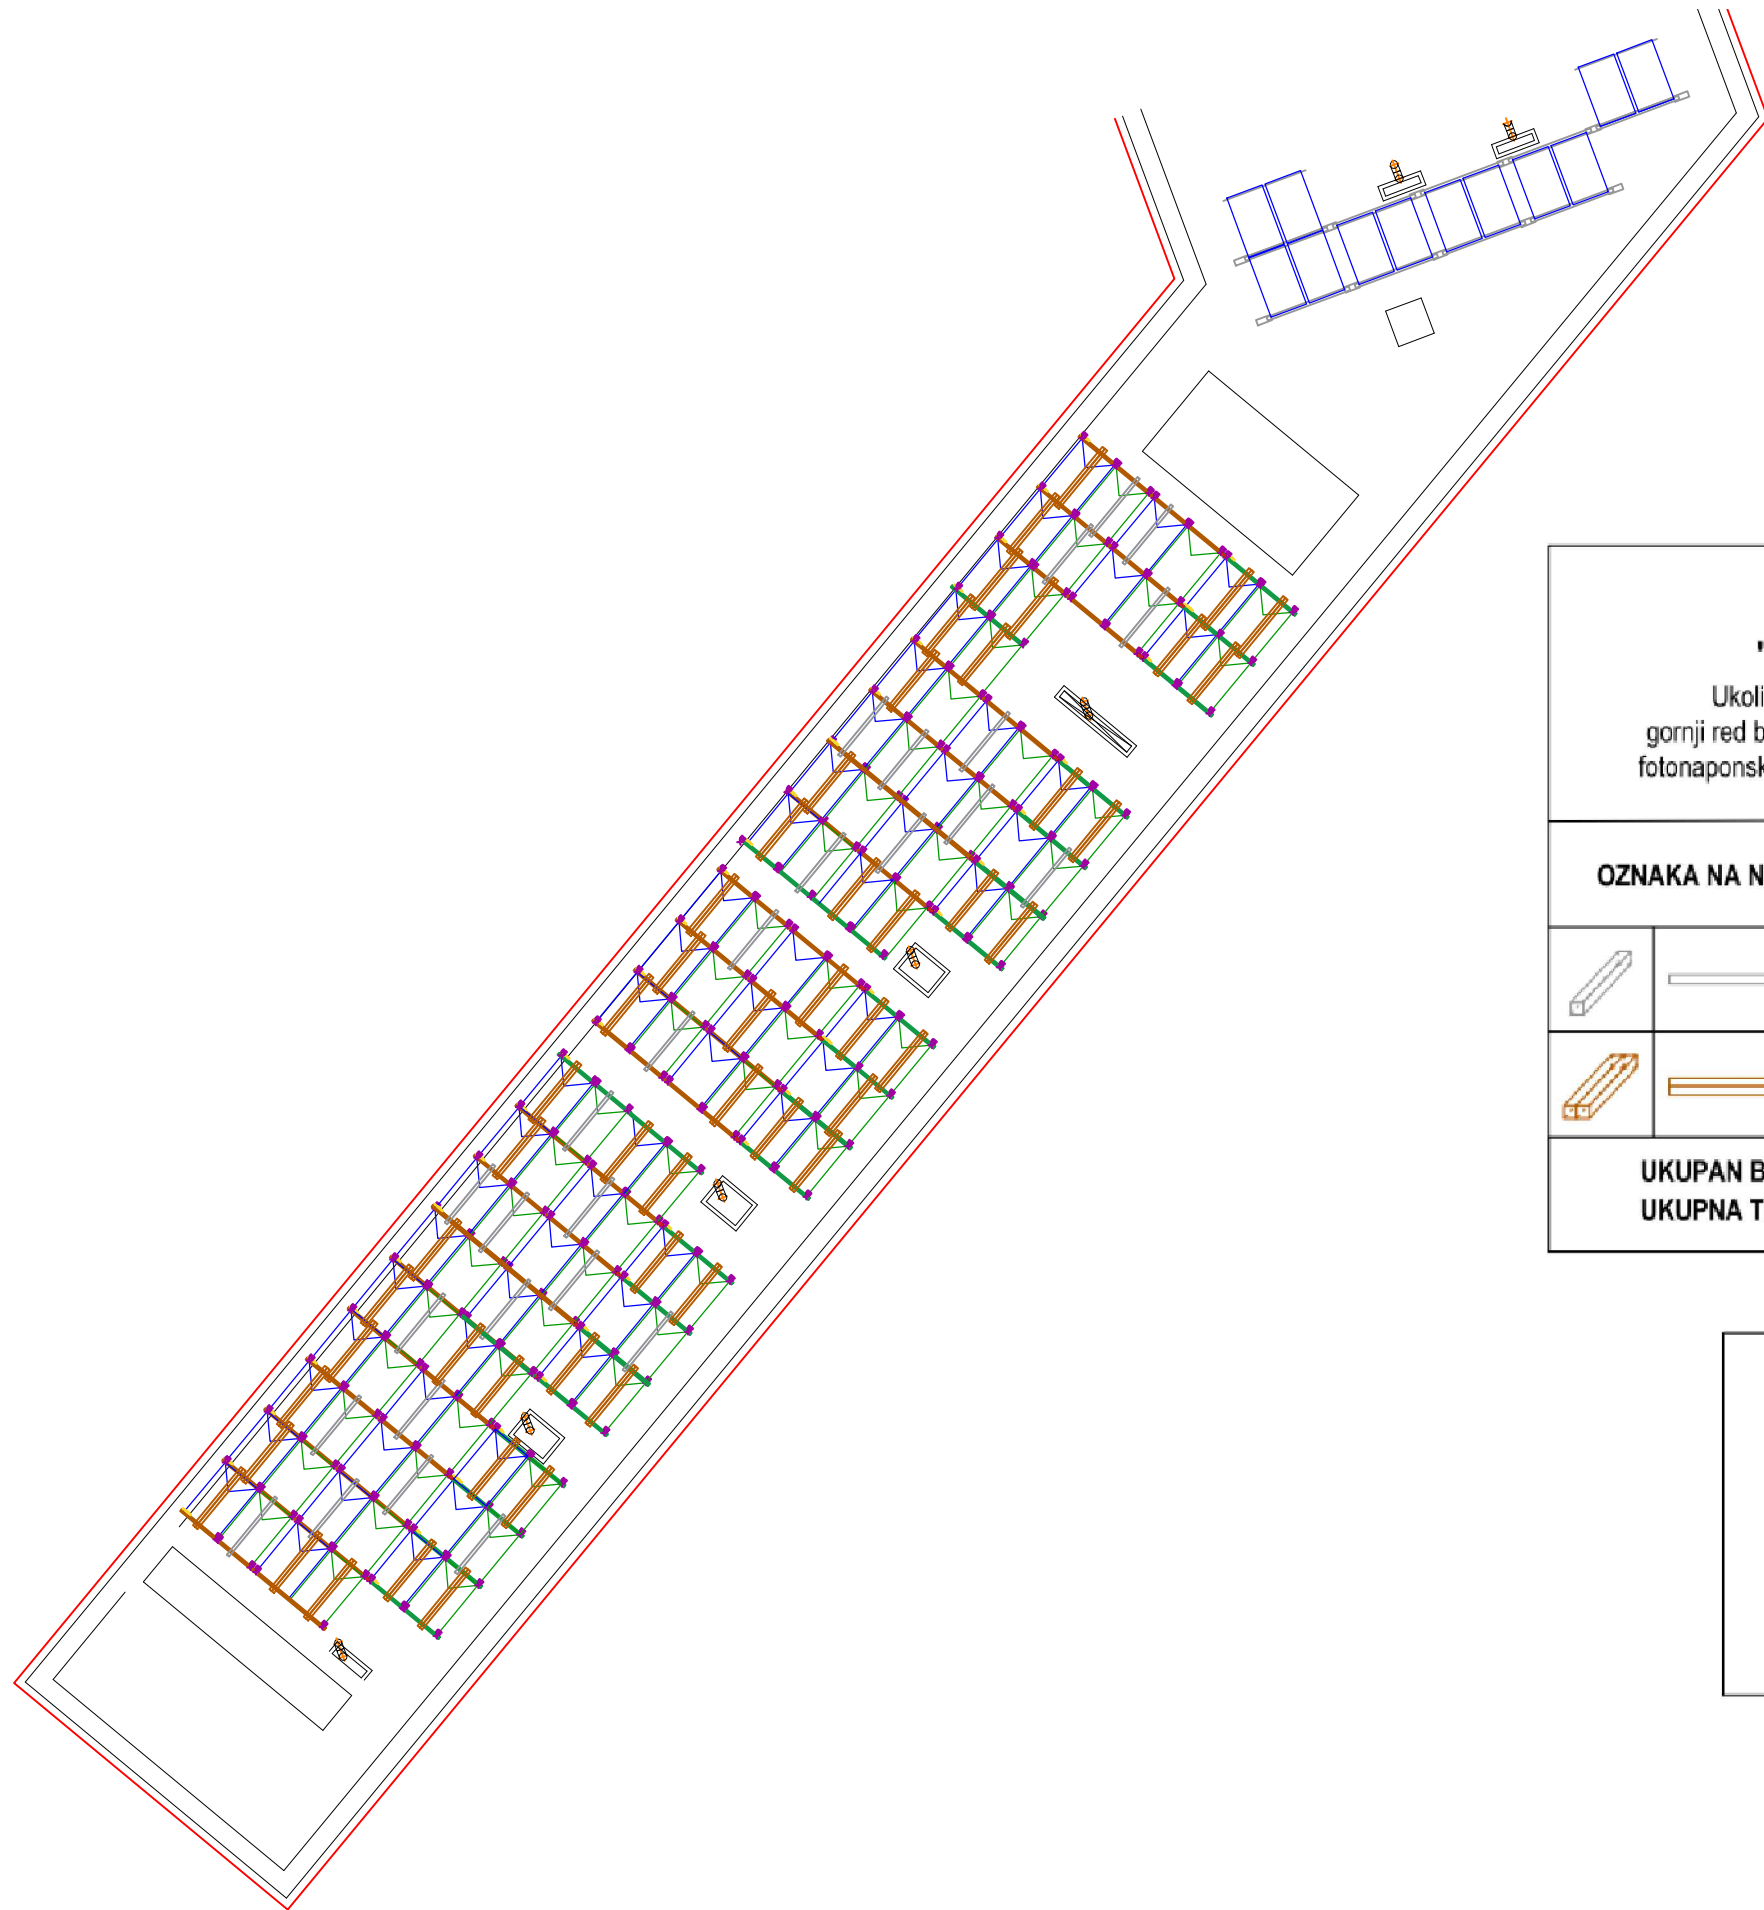 "
Ukoli
gornji red b
fotonaponsk
OZNAKA NA N
UKUPAN B
UKUPNA T